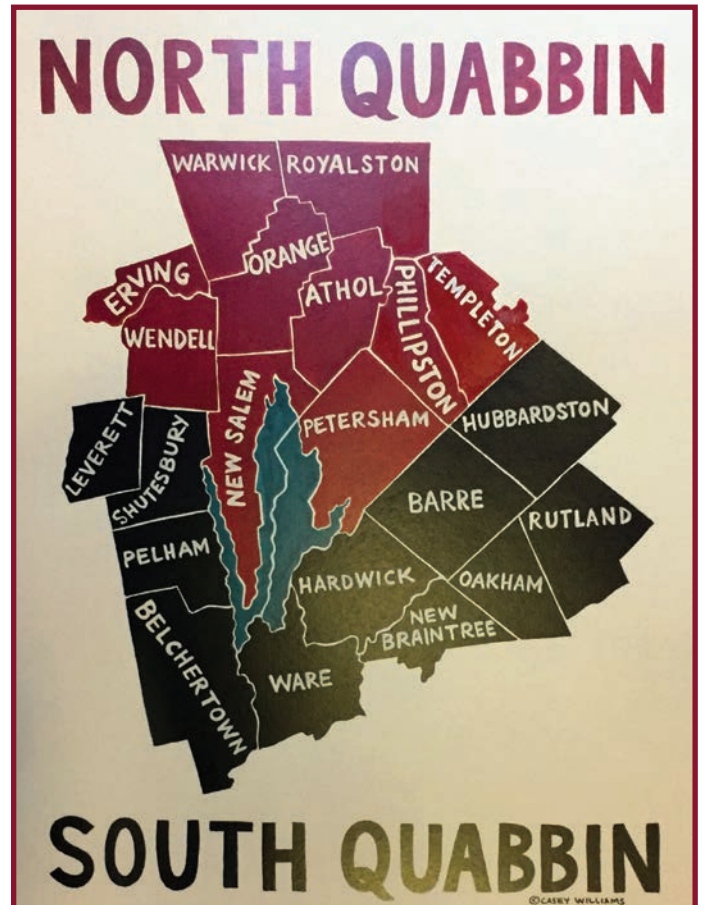 NORTH QUABBIN
WARWICK
ROYALSTON
ORANGE
ERVING
ATHOL
PHILLIPSTON
TEMPLETON
WENDELL
NEW SALEM
PETERSHAM
HUBBARDSTON
LEVERETT
SHUTESBURY
BARRE
RUTLAND
PELHAM
HARDWICK
OAKHAM
NEW
BRAINTREE
BELCHERTOWN
WARE
SOUTH QUABBIN
©CASEY WILLIAMS